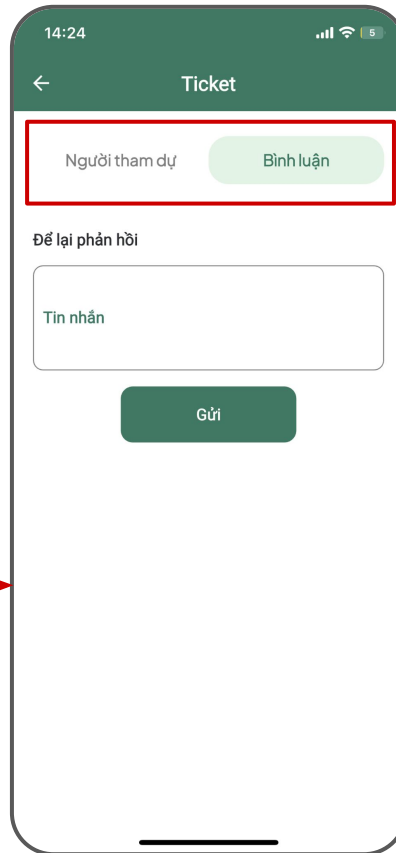 14:24
5
Ticket
Người tham dự
Bình luận
Để lại phản hồi
Tin nhắn
Gửi